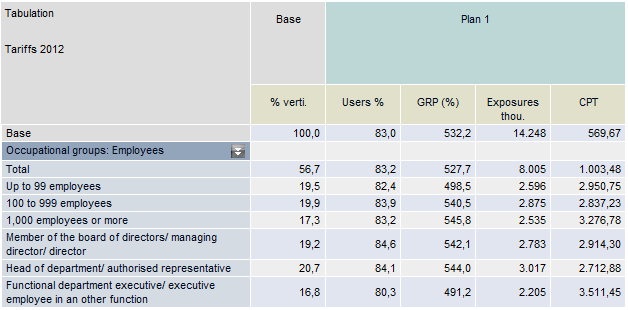 Tabulation
Base
Plan 1
Tariffs 2012
% verti. Users % GRP (%) Exposures thou. CPT
Base 100,0 83,0 532,2 14.248 569,67
Occupational groups: Employees
Total 56,7 83,2 527,7 8.005 1.003,48
Up to 99 employees 19,5 82,4 498,5 2.596 2.950,75
100 to 999 employees 19,9 83,9 540,5 2.875 2.837,23
1,000 employees or more 17,3 83,2 545,8 2.535 3.276,78
Member of the board of directors/ managing
director/ director 19,2 84,6 542,1 2.783 2.914,30
Head of department/ authorised representative 20,7 84,1 544,0 3.017 2.712,88
Functional department executive/ executive
employee in an other function 16,8 80,3 491,2 2.205 3.511,45